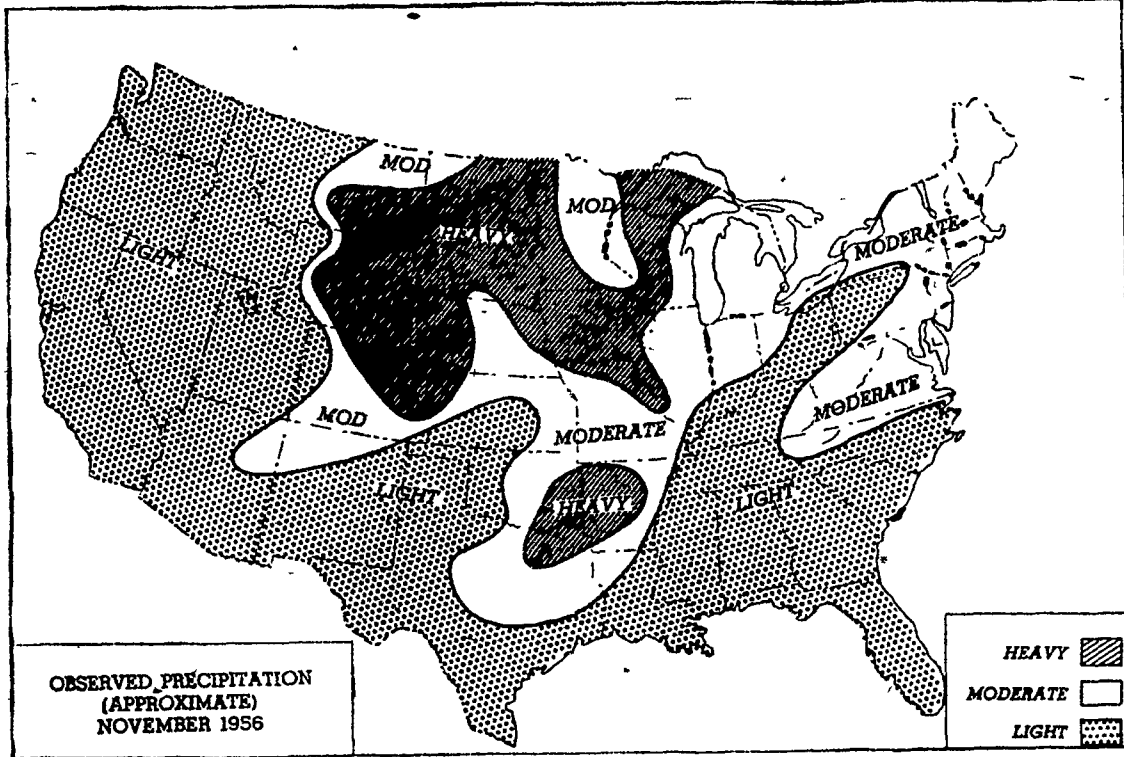 MOD
MOD
HEAVY
LIGHT
MODERATE
MOD
MODERATE
MODERATE
LIGHT
LIGHT
HEAVY
OBSERVED PRECIPITATION
(APPROXIMATE)
NOVEMBER 1956
HEAVY
MODERATE
LIGHT